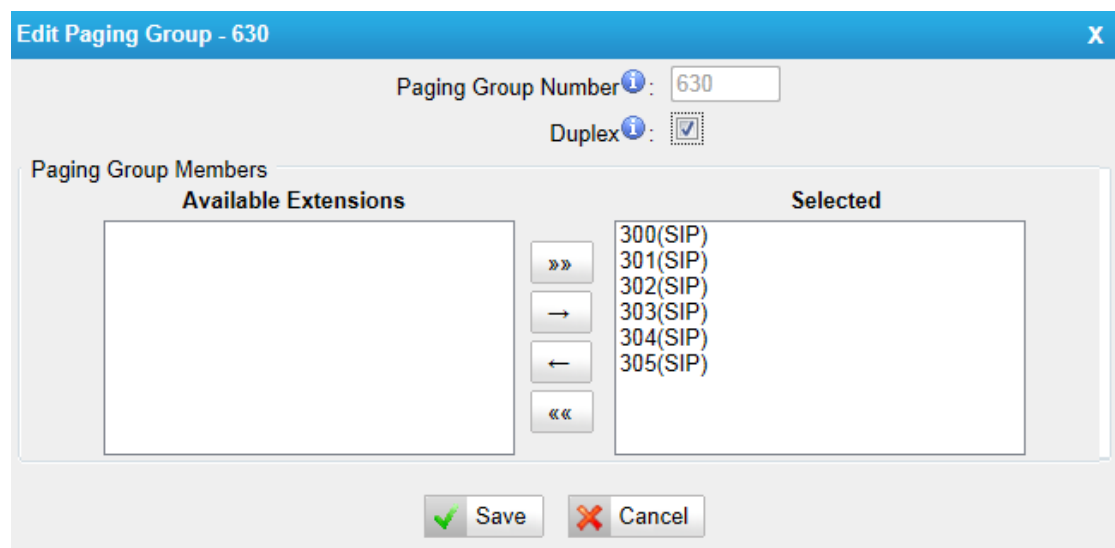 Edit Paging Group - 630 X
Paging Group Number i : 630
Duplex i :
Paging Group Members
Available Extensions Selected
300(SIP)
»» 301(SIP)
302(SIP)
→ 303(SIP)
304(SIP)
← 305(SIP)
««
Save Cancel